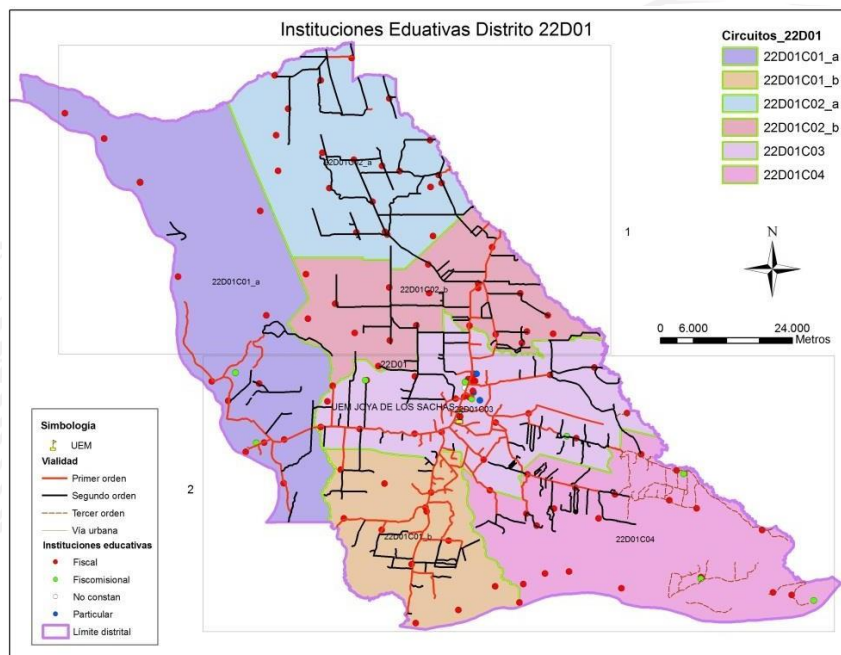 Instituciones Eduativas Distrito 22D01
Circuitos_22D01
22D01C01_a
22D01C01_b
22D01C02_a
22D01C02_b
22D01C03
22D01C04
22D01C02_a
1
N
22D01C01_a
22D01C02_b
0 6.000 24.000
Metros
22D01
UEM JOYA DE LOS SACHAS
22D01C03
2
22D01C01_b
22D01C04
Simbología
UEM
Vialidad
Primer orden
Segundo orden
Tercer orden
Vía urbana
Instituciones educativas
Fiscal
Fiscomisional
No constan
Particular
Límite distrital